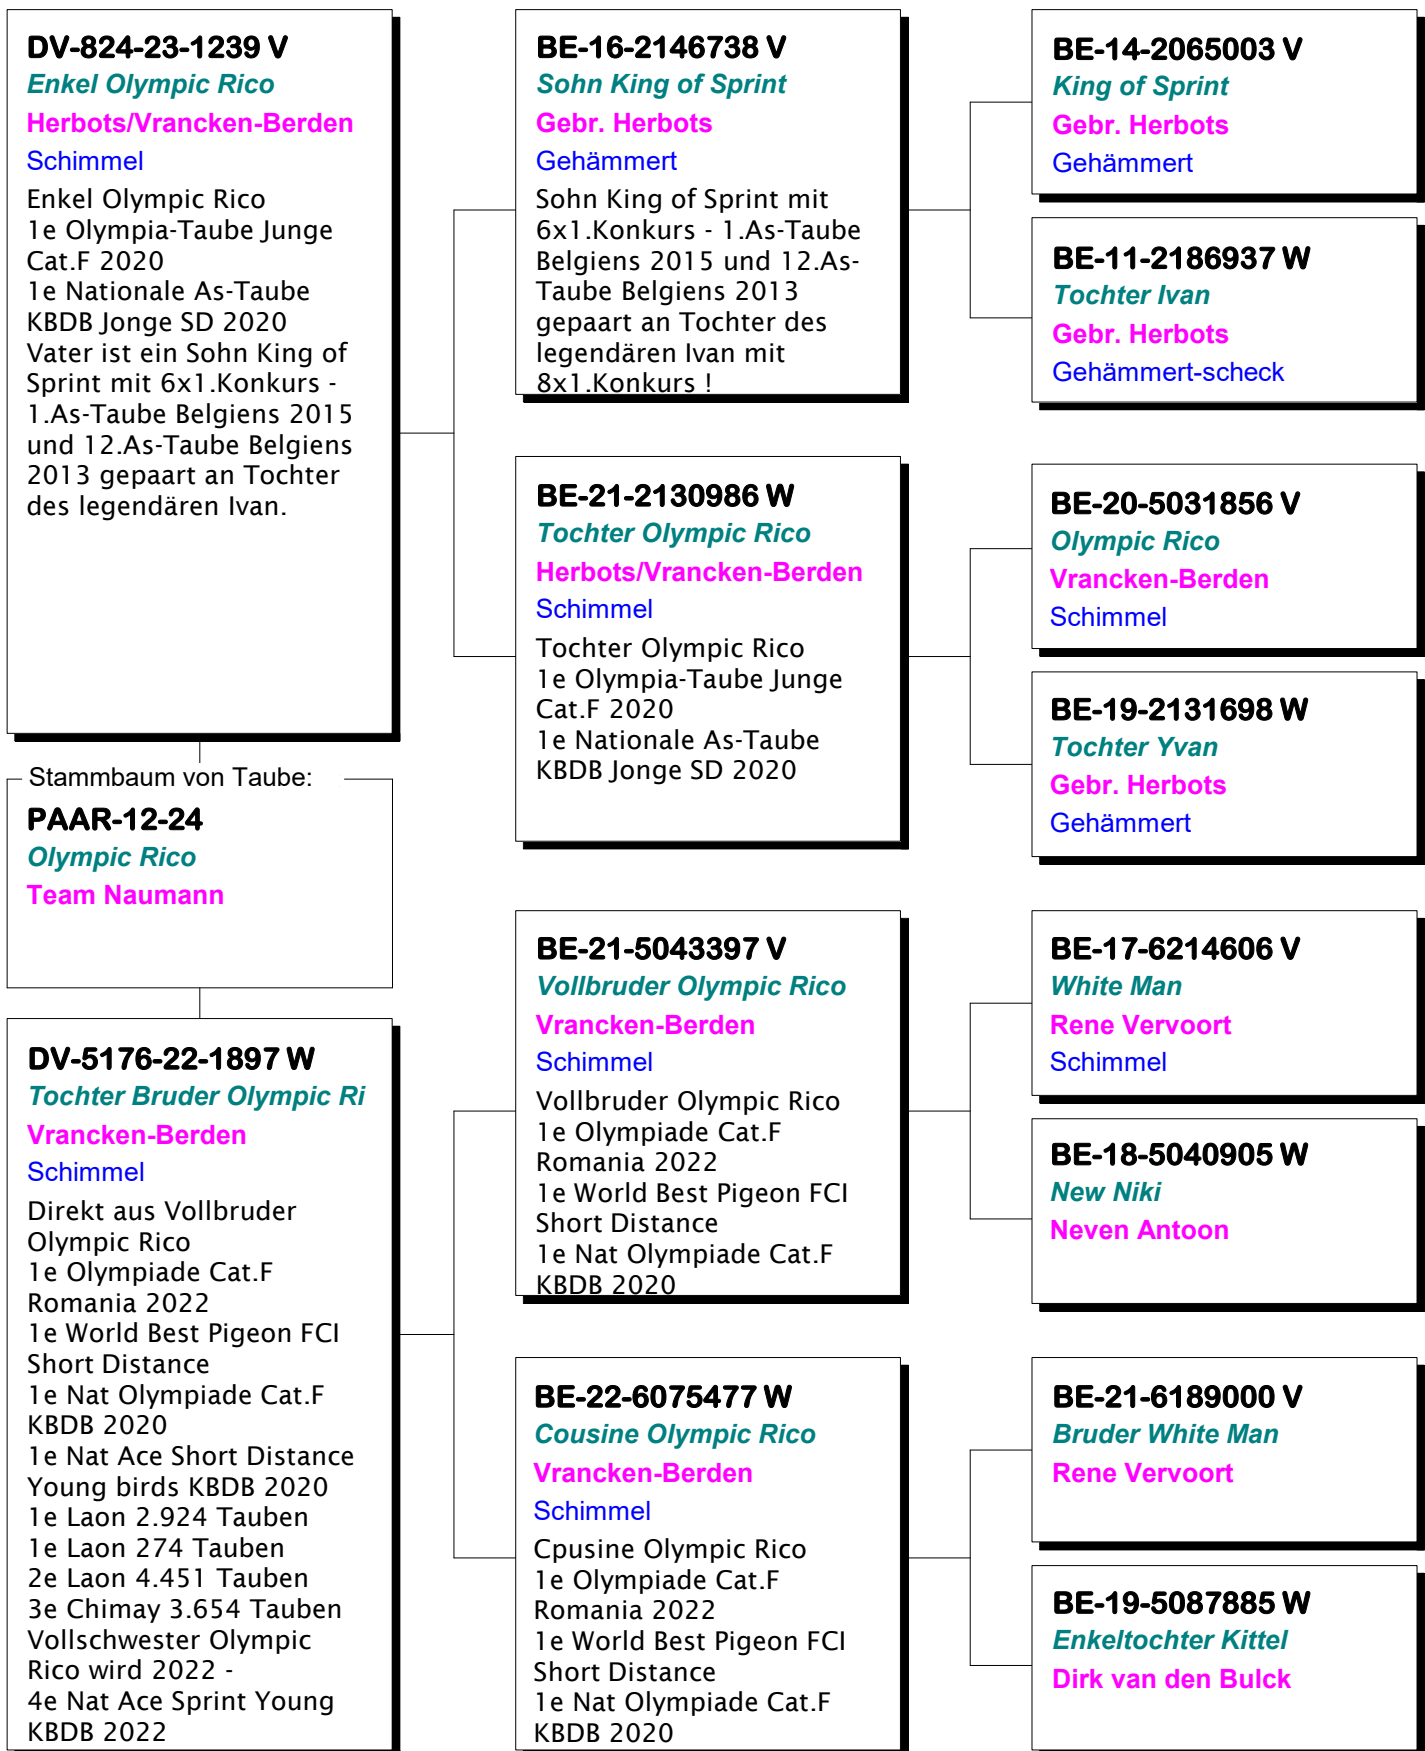 DV-824-23-1239 V
Enkel Olympic Rico
Herbots/Vrancken-Berden
Schimmel
Enkel Olympic Rico
1e Olympia-Taube Junge
Cat.F 2020
1e Nationale As-Taube
KBDB Jonge SD 2020
Vater ist ein Sohn King of
Sprint mit 6x1.Konkurs -
1.As-Taube Belgiens 2015
und 12.As-Taube Belgiens
2013 gepaart an Tochter
des legendären Ivan.
Stammbaum von Taube:
PAAR-12-24
Olympic Rico
Team Naumann
DV-5176-22-1897 W
Tochter Bruder Olympic Ri
Vrancken-Berden
Schimmel
Direkt aus Vollbruder
Olympic Rico
1e Olympiade Cat.F
Romania 2022
1e World Best Pigeon FCI
Short Distance
1e Nat Olympiade Cat.F
KBDB 2020
1e Nat Ace Short Distance
Young birds KBDB 2020
1e Laon 2.924 Tauben
1e Laon 274 Tauben
2e Laon 4.451 Tauben
3e Chimay 3.654 Tauben
Vollschwester Olympic
Rico wird 2022 -
4e Nat Ace Sprint Young
KBDB 2022
BE-16-2146738 V
Sohn King of Sprint
Gebr. Herbots
Gehämmert
Sohn King of Sprint mit
6x1.Konkurs - 1.As-Taube
Belgiens 2015 und 12.As-
Taube Belgiens 2013
gepaart an Tochter des
legendären Ivan mit
8x1.Konkurs !
BE-21-2130986 W
Tochter Olympic Rico
Herbots/Vrancken-Berden
Schimmel
Tochter Olympic Rico
1e Olympia-Taube Junge
Cat.F 2020
1e Nationale As-Taube
KBDB Jonge SD 2020
BE-21-5043397 V
Vollbruder Olympic Rico
Vrancken-Berden
Schimmel
Vollbruder Olympic Rico
1e Olympiade Cat.F
Romania 2022
1e World Best Pigeon FCI
Short Distance
1e Nat Olympiade Cat.F
KBDB 2020
BE-22-6075477 W
Cousine Olympic Rico
Vrancken-Berden
Schimmel
Cpusine Olympic Rico
1e Olympiade Cat.F
Romania 2022
1e World Best Pigeon FCI
Short Distance
1e Nat Olympiade Cat.F
KBDB 2020
BE-14-2065003 V
King of Sprint
Gebr. Herbots
Gehämmert
BE-11-2186937 W
Tochter Ivan
Gebr. Herbots
Gehämmert-scheck
BE-20-5031856 V
Olympic Rico
Vrancken-Berden
Schimmel
BE-19-2131698 W
Tochter Yvan
Gebr. Herbots
Gehämmert
BE-17-6214606 V
White Man
Rene Vervoort
Schimmel
BE-18-5040905 W
New Niki
Neven Antoon
BE-21-6189000 V
Bruder White Man
Rene Vervoort
BE-19-5087885 W
Enkeltochter Kittel
Dirk van den Bulck